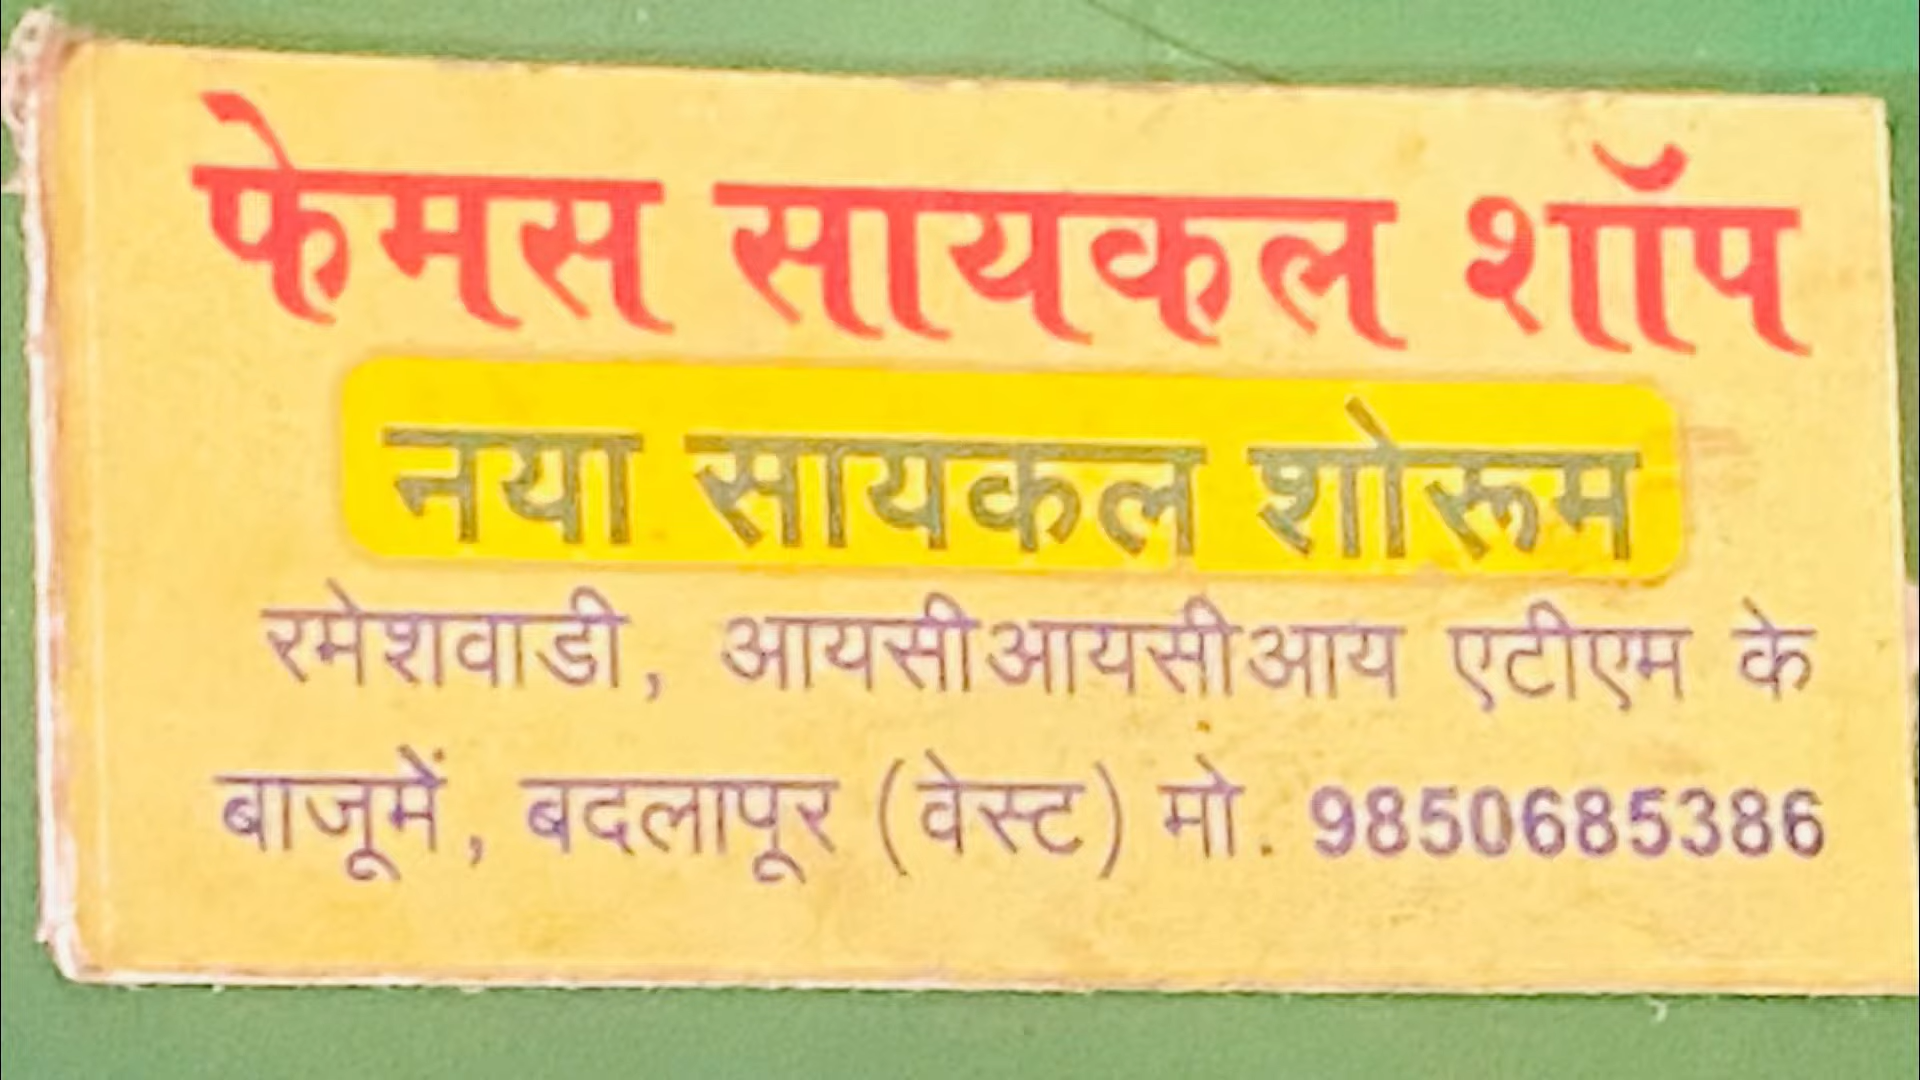 फेमस सायकल शॉप
नया सायकल शोरूम
रमेशवाडी, आयसीआयसीआय एटीएम के
बाजूमें, बदलापूर (वेस्ट) मो. 9850685386